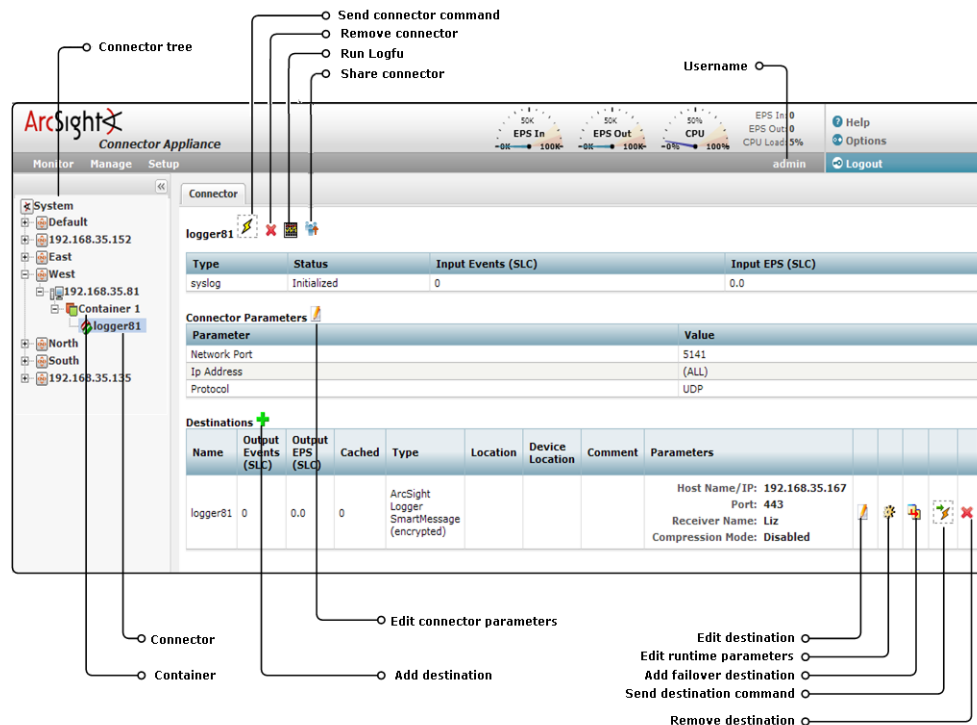 Send connector command
Remove connector
Connector tree
Run Logfu
Share connector
Username
ArcSight
Connector Appliance
50K
EPS In
0K
100K
50K
EPS Out
0K
100K
50%
CPU
0%
100%
EPS In: 0
EPS Out: 0
CPU Load: 5%
Help
Options
Monitor Manage Setup
admin
Logout
System
Default
192.168.35.152
East
West
192.168.35.81
Container 1
logger81
North
South
192.168.35.135
Connector
logger81
Type Status Input Events (SLC) Input EPS (SLC)
syslog Initialized 0 0.0
Connector Parameters
Parameter Value
Network Port 5141
Ip Address (ALL)
Protocol UDP
Destinations
Name Output Events (SLC) Output EPS (SLC) Cached Type Location Device Location Comment Parameters
logger81 0 0.0 0
ArcSight
Logger
SmartMessage
(encrypted)
Host Name/IP: 192.168.35.167
Port: 443
Receiver Name: Liz
Compression Mode: Disabled
Edit connector parameters
Connector
Container
Add destination
Edit destination
Edit runtime parameters
Add failover destination
Send destination command
Remove destination